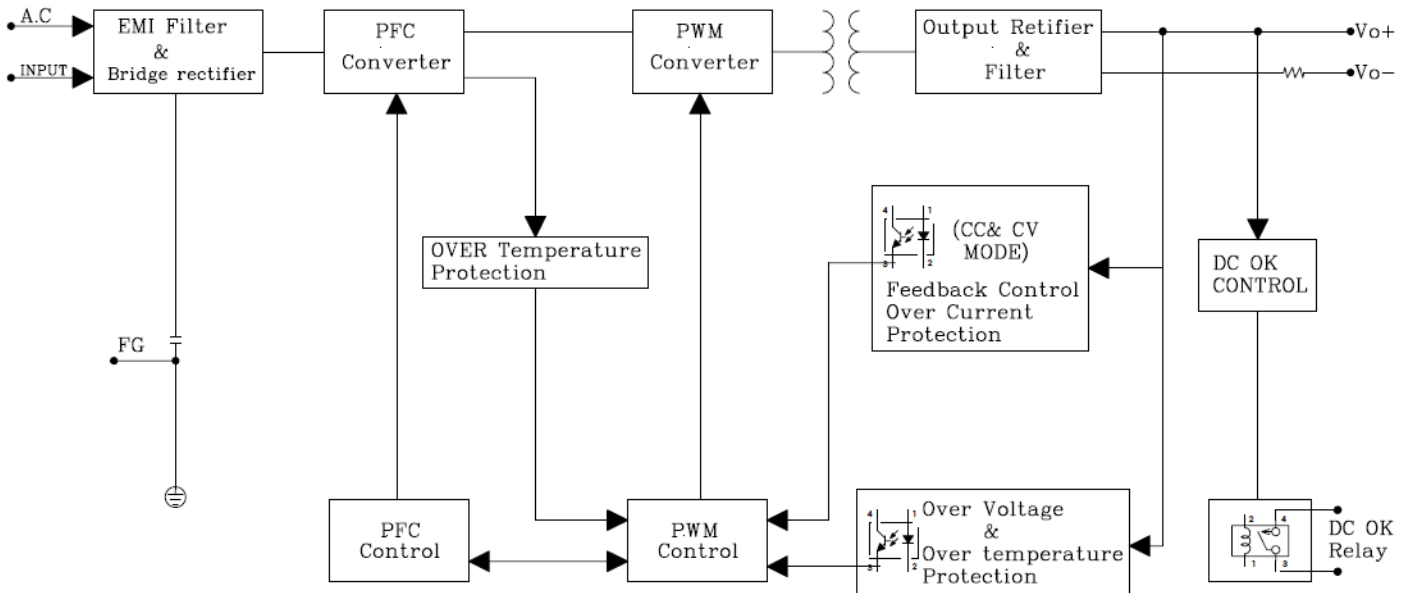 A.C
INPUT
EMI Filter
&
Bridge rectifier
PFC
Converter
PWM
Converter
Output Retifier
&
Filter
Vo+
Vo-
OVER Temperature
Protection
4 1
3 2
(CC& CV
MODE)
Feedback Control
Over Current
Protection
DC OK
CONTROL
FG
PFC
Control
PWM
Control
4 1
3 2
Over Voltage
&
Over temperature
Protection
2 4
1 3
DC OK
Relay